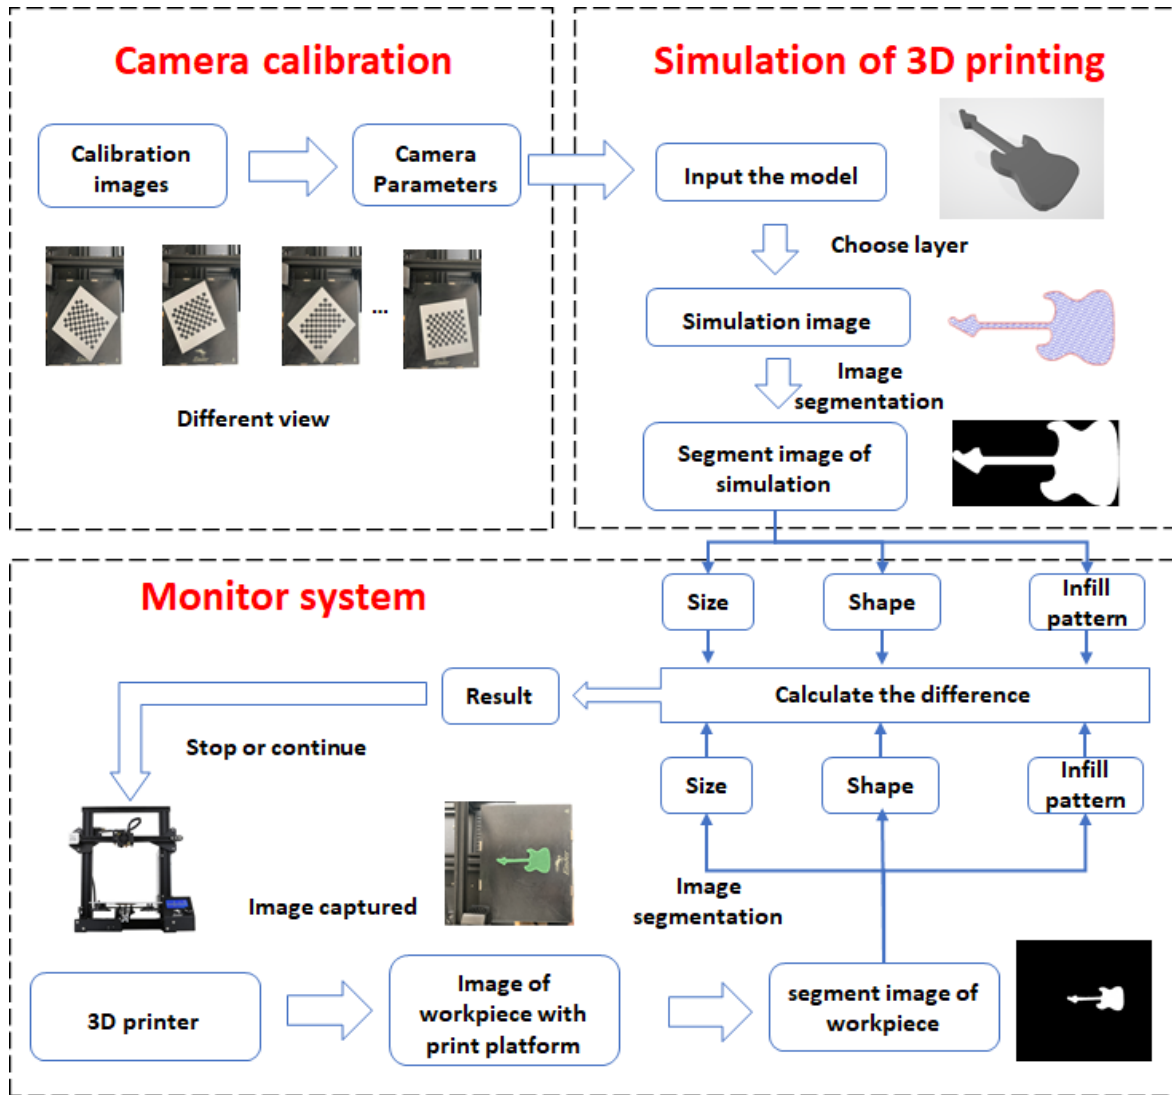 Camera calibration
Calibration
images
Camera
Parameters
...
Different view
Simulation of 3D printing
Input the model
Choose layer
Simulation image
Image
segmentation
Segment image of
simulation
Monitor system
Size
Shape
Infill
pattern
Calculate the difference
Result
Stop or continue
Size
Shape
Infill
pattern
Image captured
Image
segmentation
3D printer
Image of
workpiece with
print platform
segment image of
workpiece